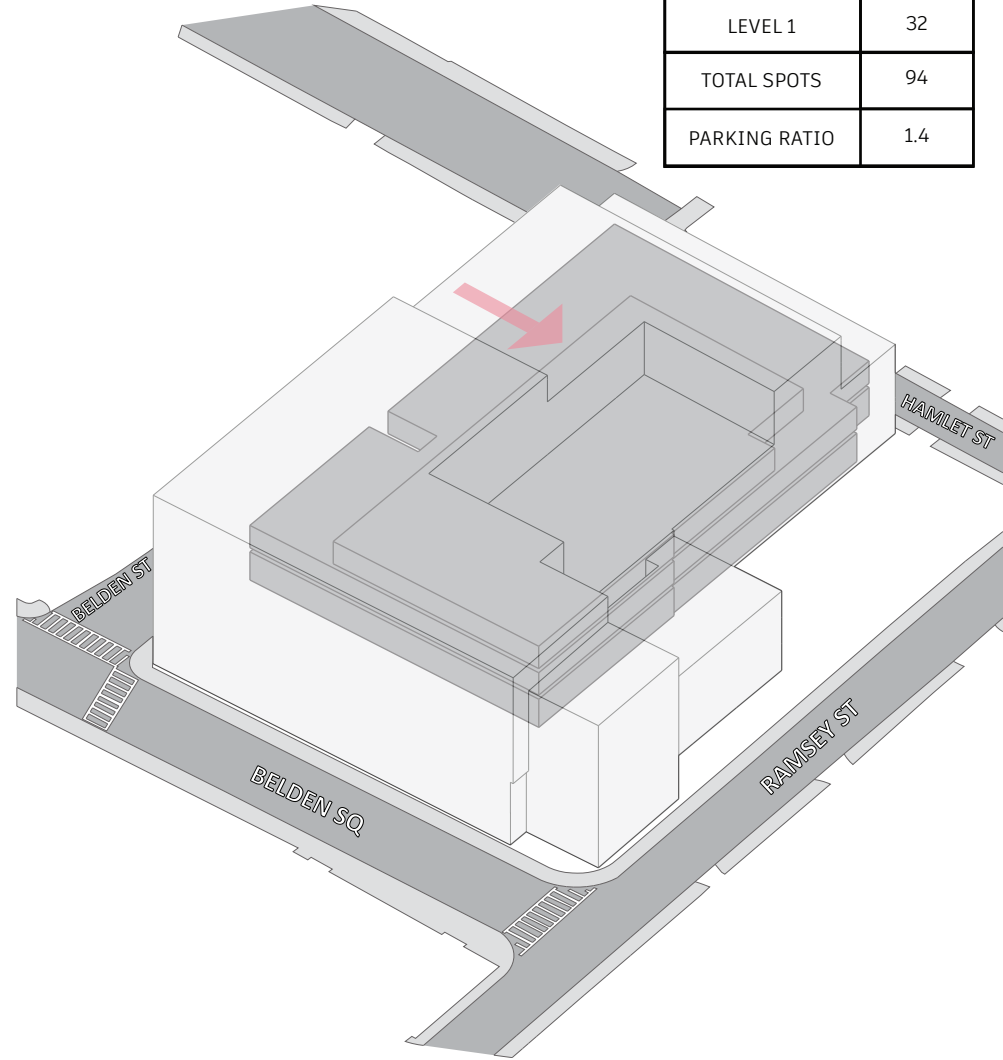 LEVEL 1 32
TOTAL SPOTS 94
PARKING RATIO 1.4
HAMLET ST
BELDEN ST
RAMSEY ST
BELDEN SQ